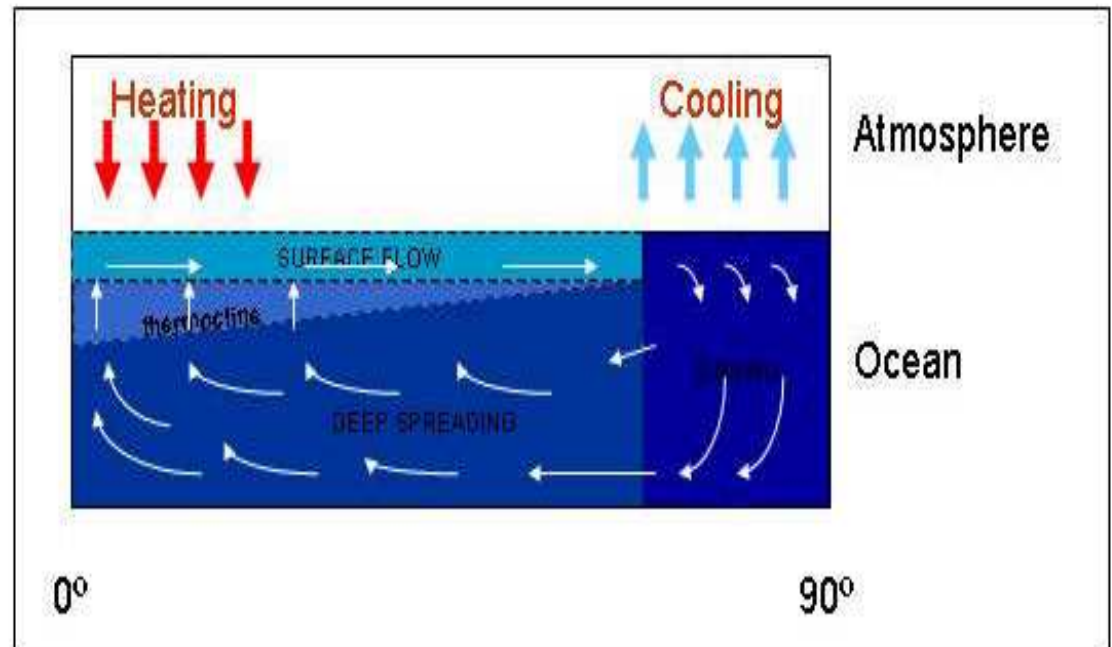 Heating
Cooling
Atmosphere
SURFACE FLOW
thermocline
Ocean
DEEP SPREADING
0º
90º